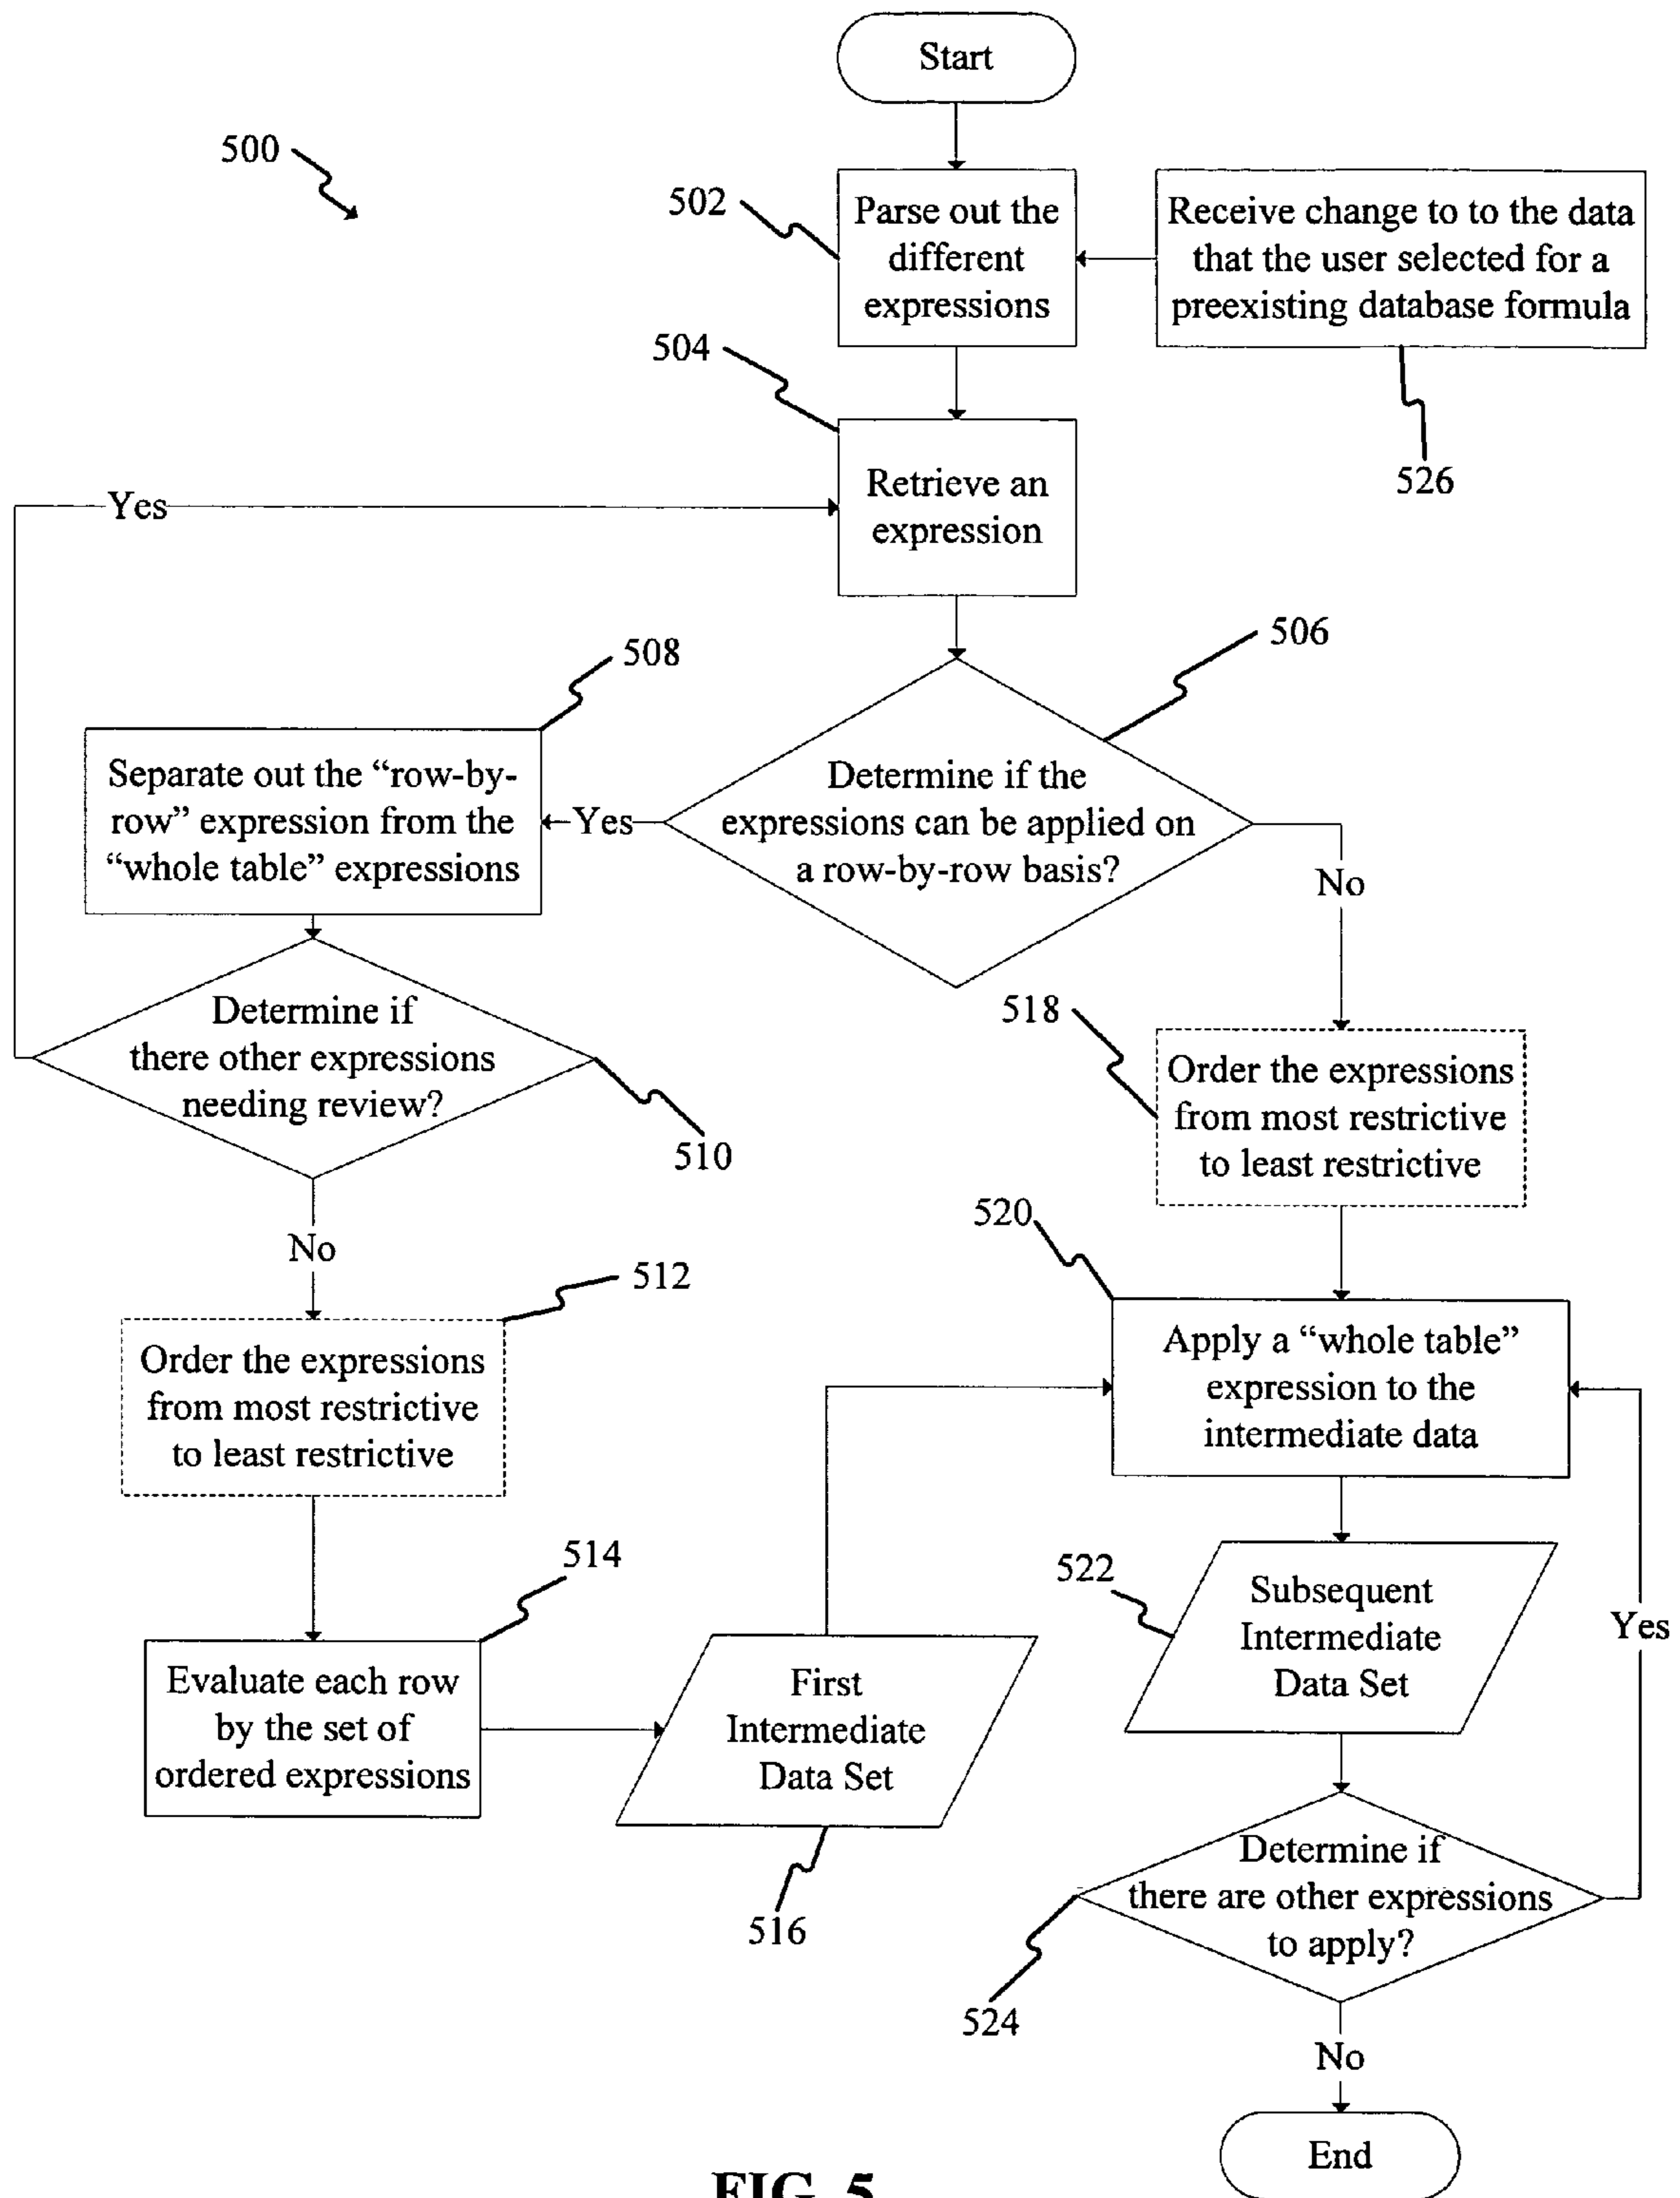 Start
500
502
Parse out the
different
expressions
Receive change to to the data
that the user selected for a
preexisting database formula
526
504
Retrieve an
expression
Yes
506
508
Separate out the “row-by-
row” expression from the
“whole table” expressions
Yes
Determine if the
expressions can be applied on
a row-by-row basis?
No
Determine if
there other expressions
needing review?
510
518
Order the expressions
from most restrictive
to least restrictive
No
512
Order the expressions
from most restrictive
to least restrictive
520
Apply a “whole table”
expression to the
intermediate data
514
Evaluate each row
by the set of
ordered expressions
First
Intermediate
Data Set
516
522
Subsequent
Intermediate
Data Set
Yes
Determine if
there are other expressions
to apply?
524
No
End
FIG. 5